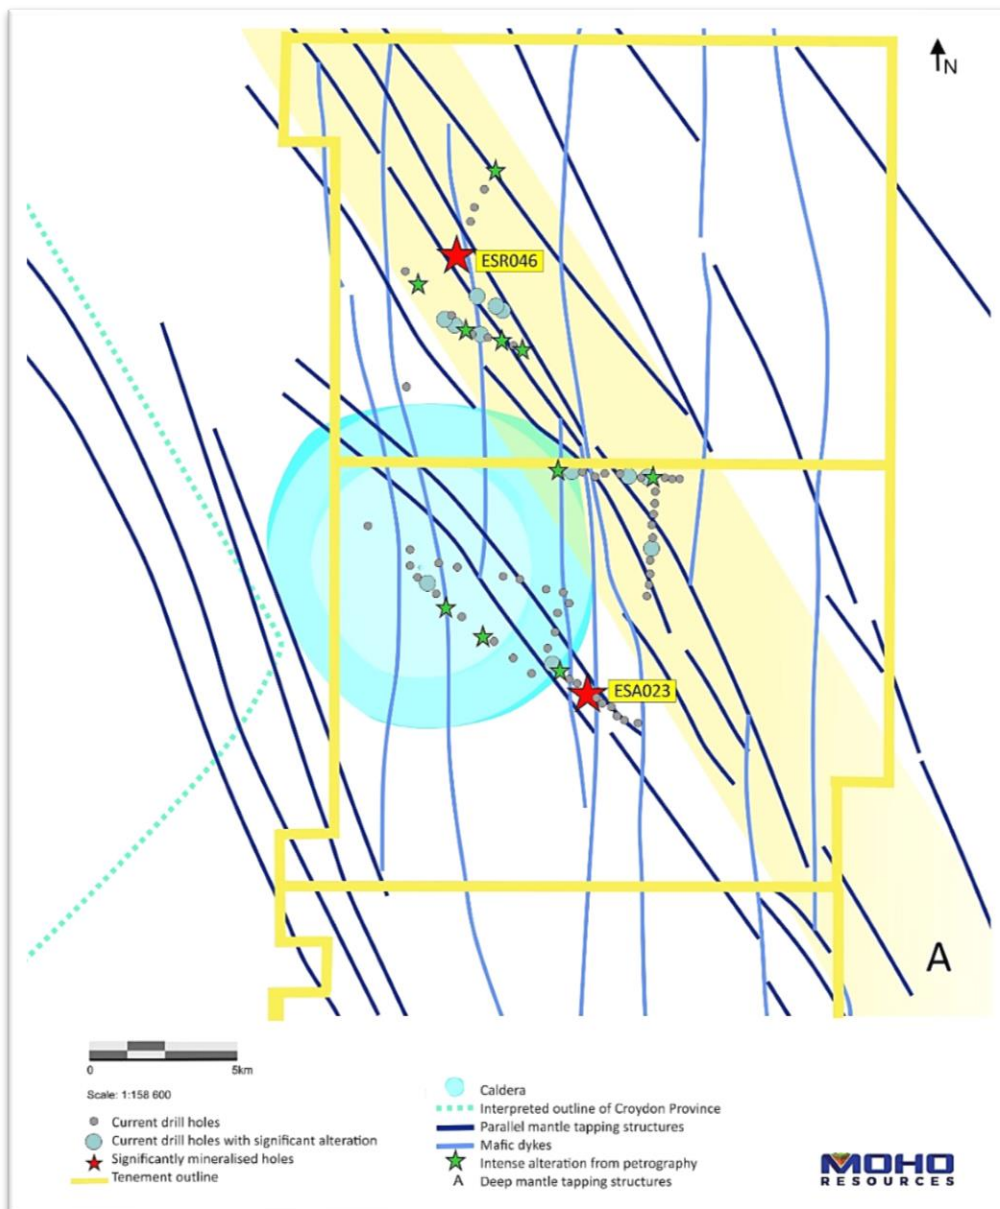 N
ESR046
ESA023
A
0 5km
Scale: 1:158 600
Current drill holes
Current drill holes with significant alteration
Significantly mineralised holes
Tenement outline
Caldera
Interpreted outline of Croydon Province
Parallel mantle tapping structures
Mafic dykes
Intense alteration from petrography
A Deep mantle tapping structures
MOHO
RESOURCES